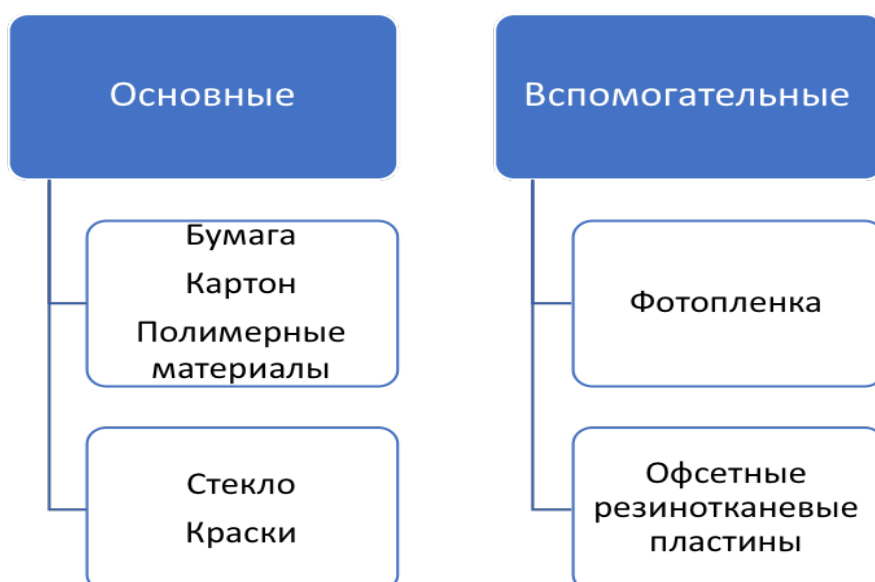 Основные
Бумага
Картон
Полимерные
материалы
Стекло
Краски
Вспомогательные
Фотопленка
Офсетные
резинотканевые
пластины